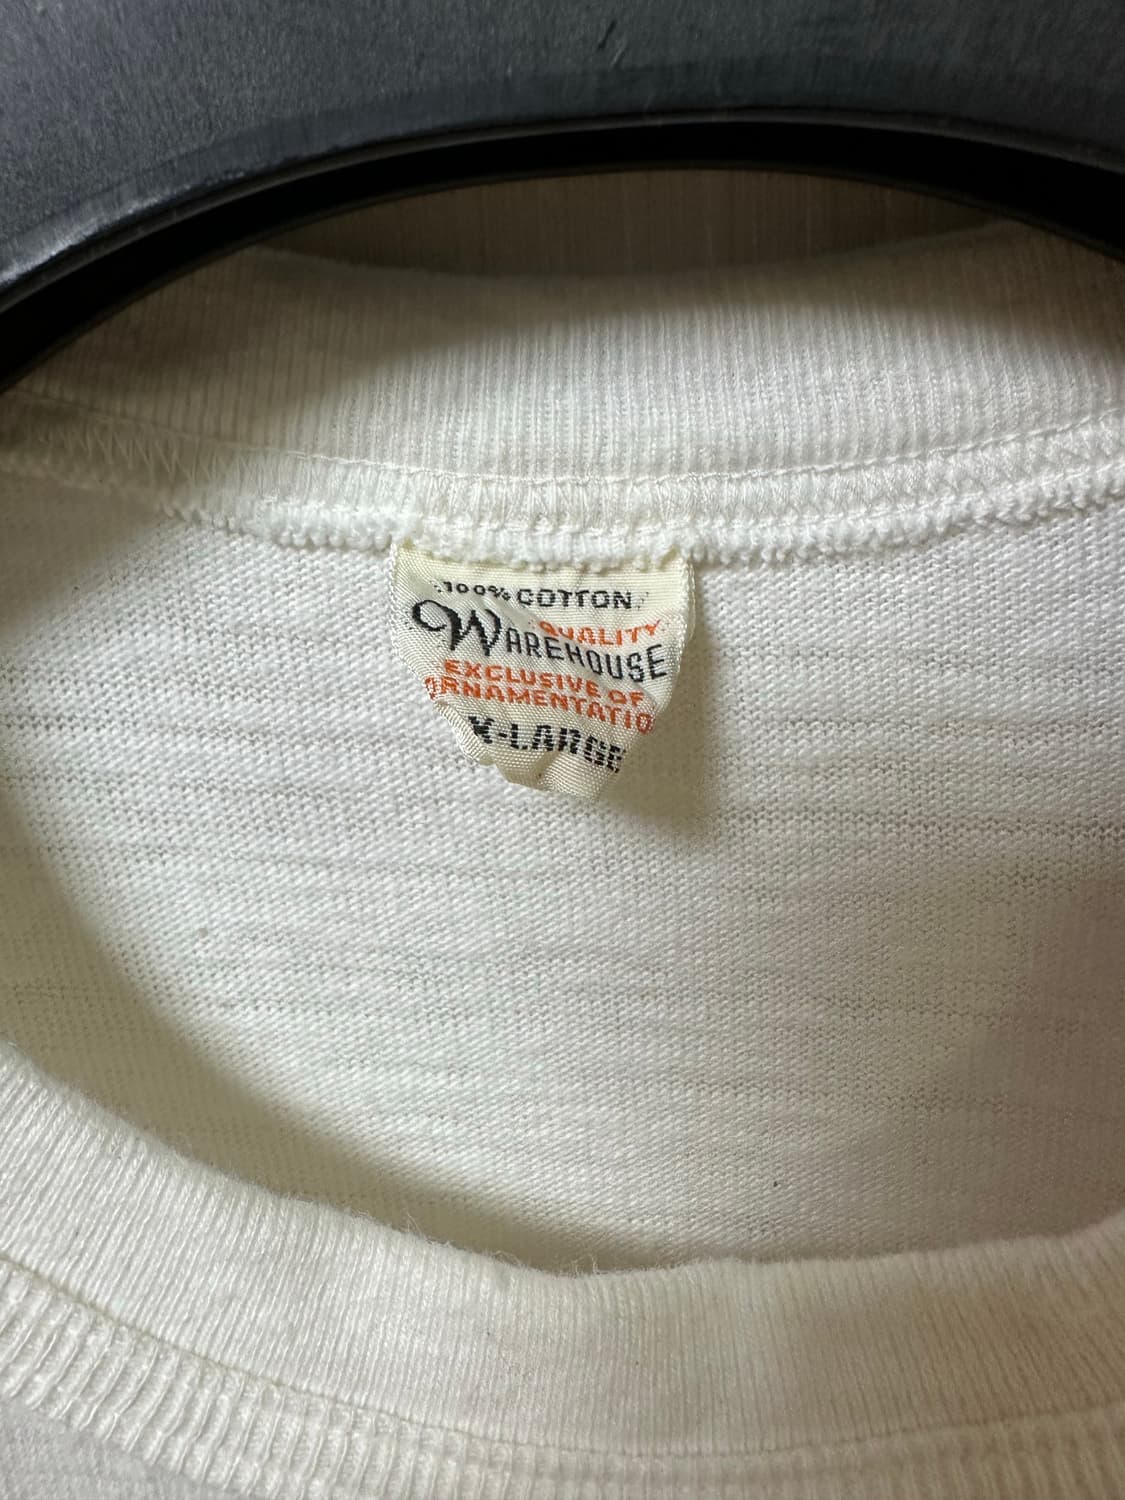 100% COTTON
QUALITY
WAREHOUSE
EXCLUSIVE OF
ORNAMENTATIO
X-LARGE